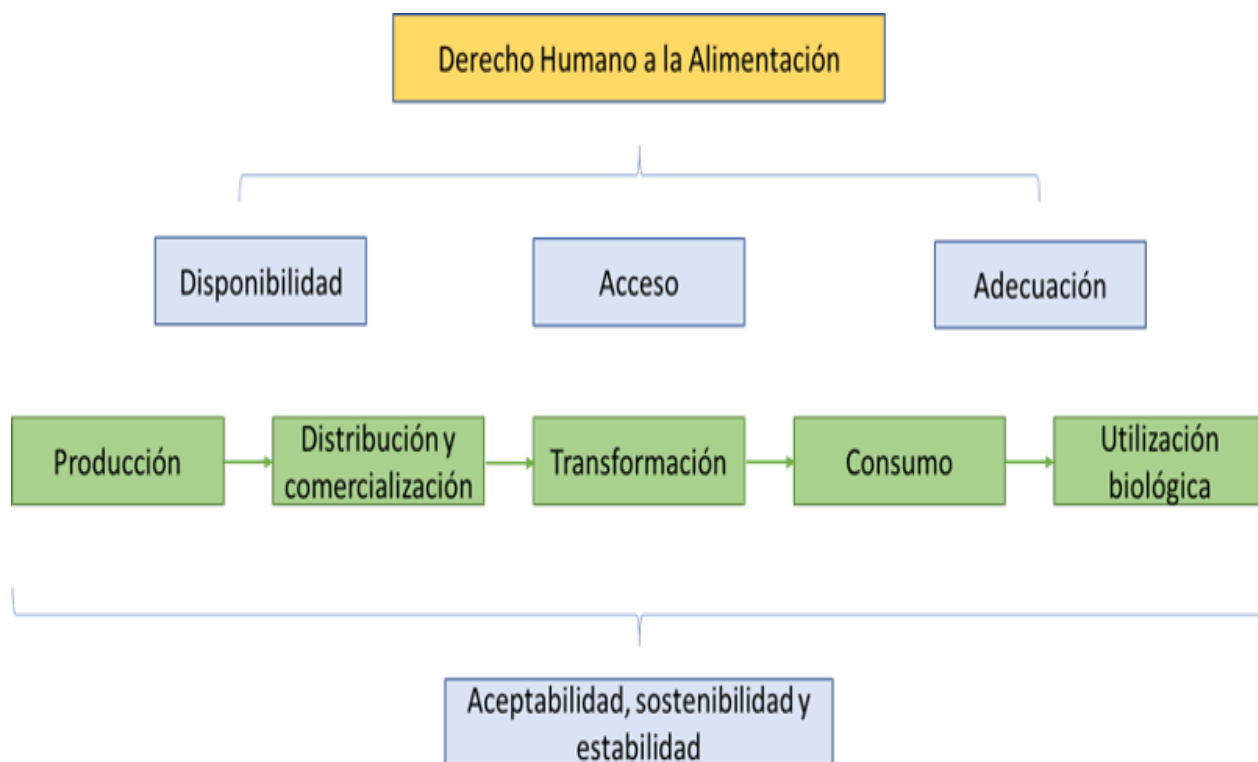 Derecho Humano a la Alimentación
Disponibilidad
Acceso
Adecuación
Producción
Distribución y
comercialización
Transformación
Consumo
Utilización
biológica
Aceptabilidad, sostenibilidad y
estabilidad